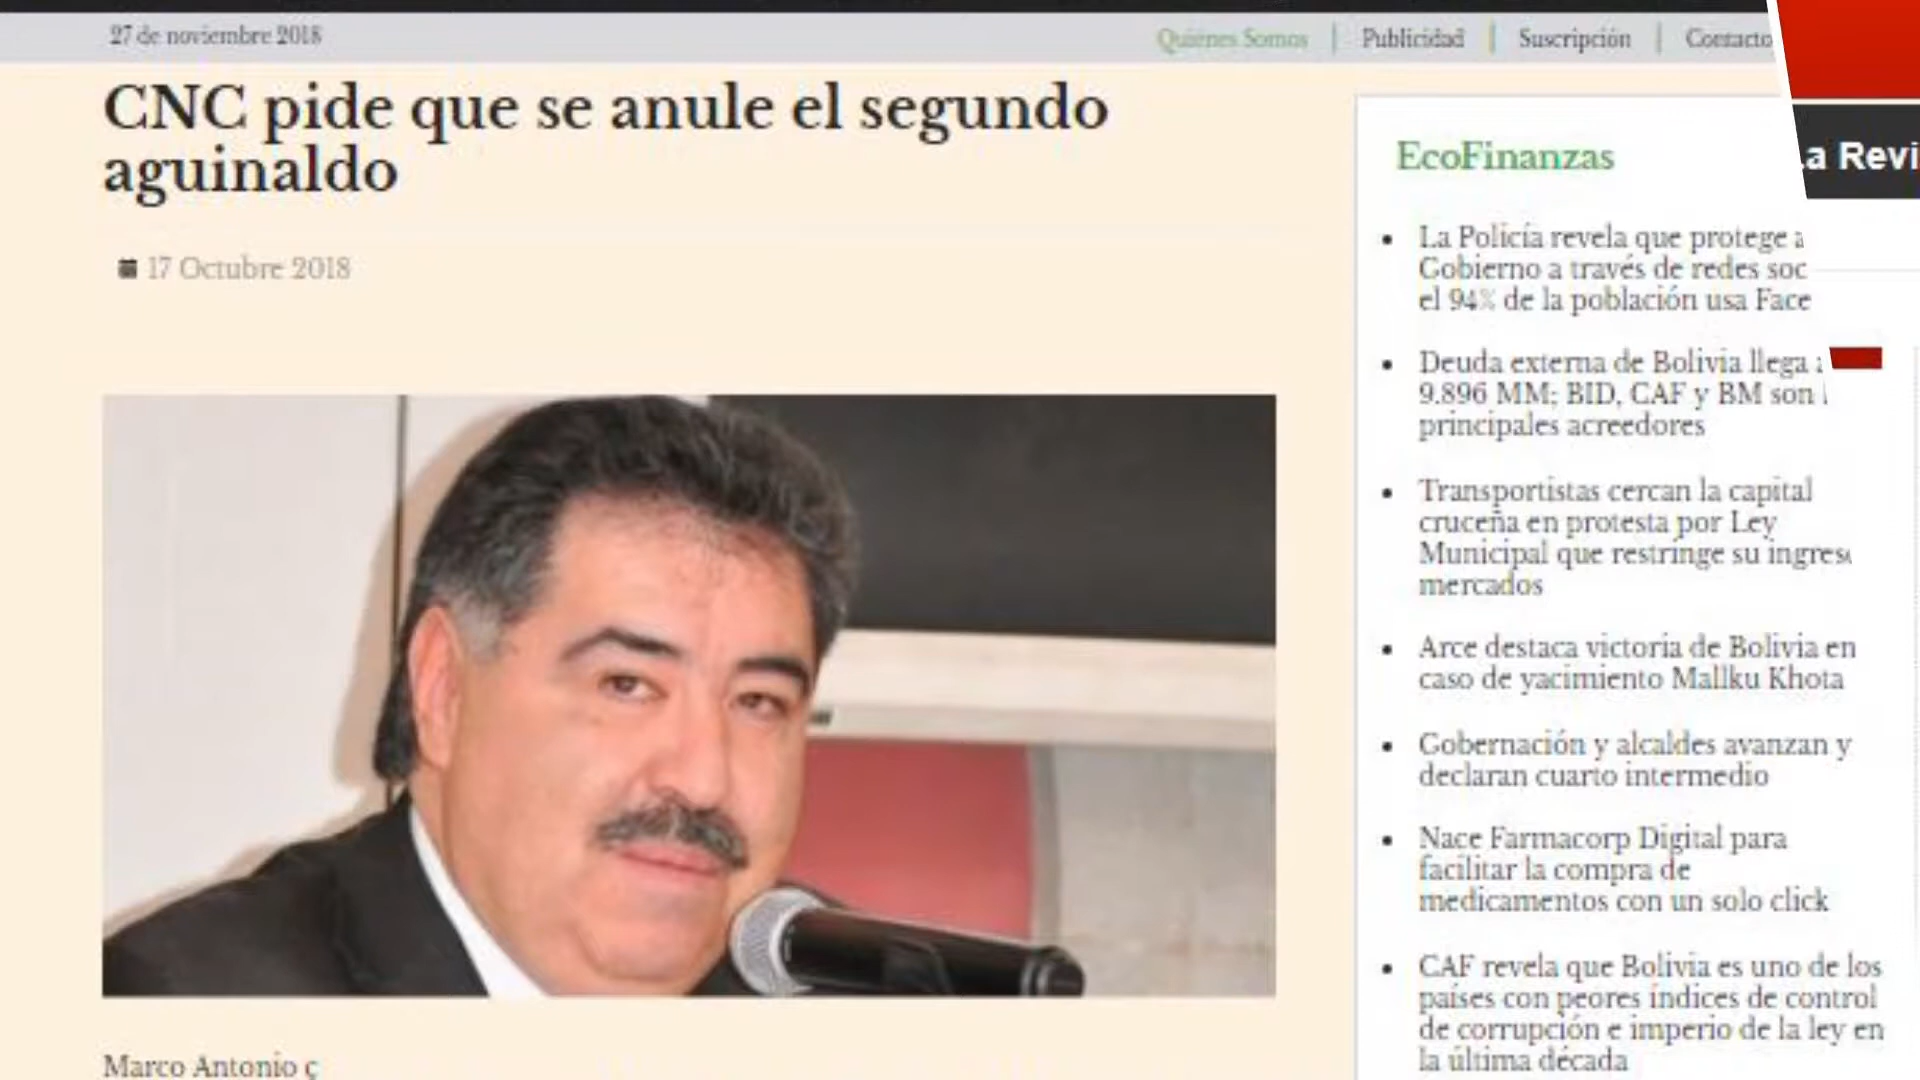 27 de noviembre 2018
Quiénes Somos
Publicidad
Suscripción
Contacto
CNC pide que se anule el segundo
aguinaldo
17 Octubre 2018
Marco Antonio
EcoFinanzas
La Policía revela que protege a
Gobierno a través de redes soc
el 94% de la población usa Face
Deuda externa de Bolivia llega a
9.896 MM; BID, CAF y BM son
principales acreedores
Transportistas cercan la capital
cruceña en protesta por Ley
Municipal que restringe su ingreso
mercados
Arce destaca victoria de Bolivia en
caso de yacimiento Mallku Khota
Gobernación y alcaldes avanzan y
declaran cuarto intermedio
Nace Farmacorp Digital para
facilitar la compra de
medicamentos con un solo click
CAF revela que Bolivia es uno de los
países con peores índices de control
de corrupción e imperio de la ley en
la última década
La Revi